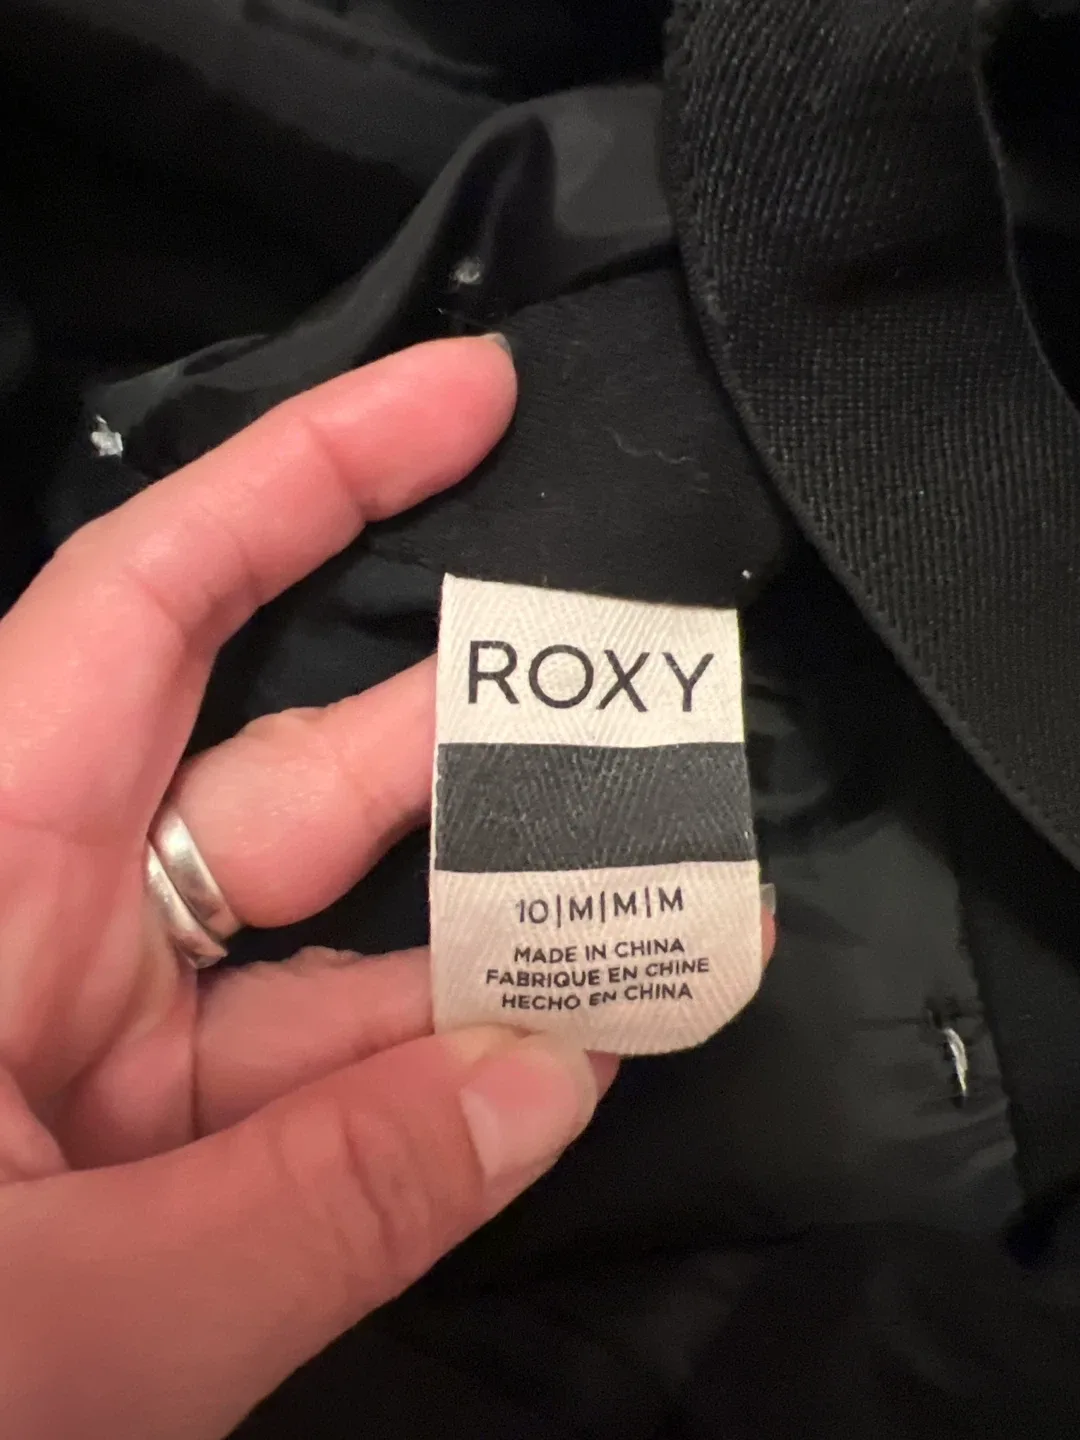 ROXY
10|M|M|M
MADE IN CHINA
FABRIQUE EN CHINE
HECHO EN CHINA